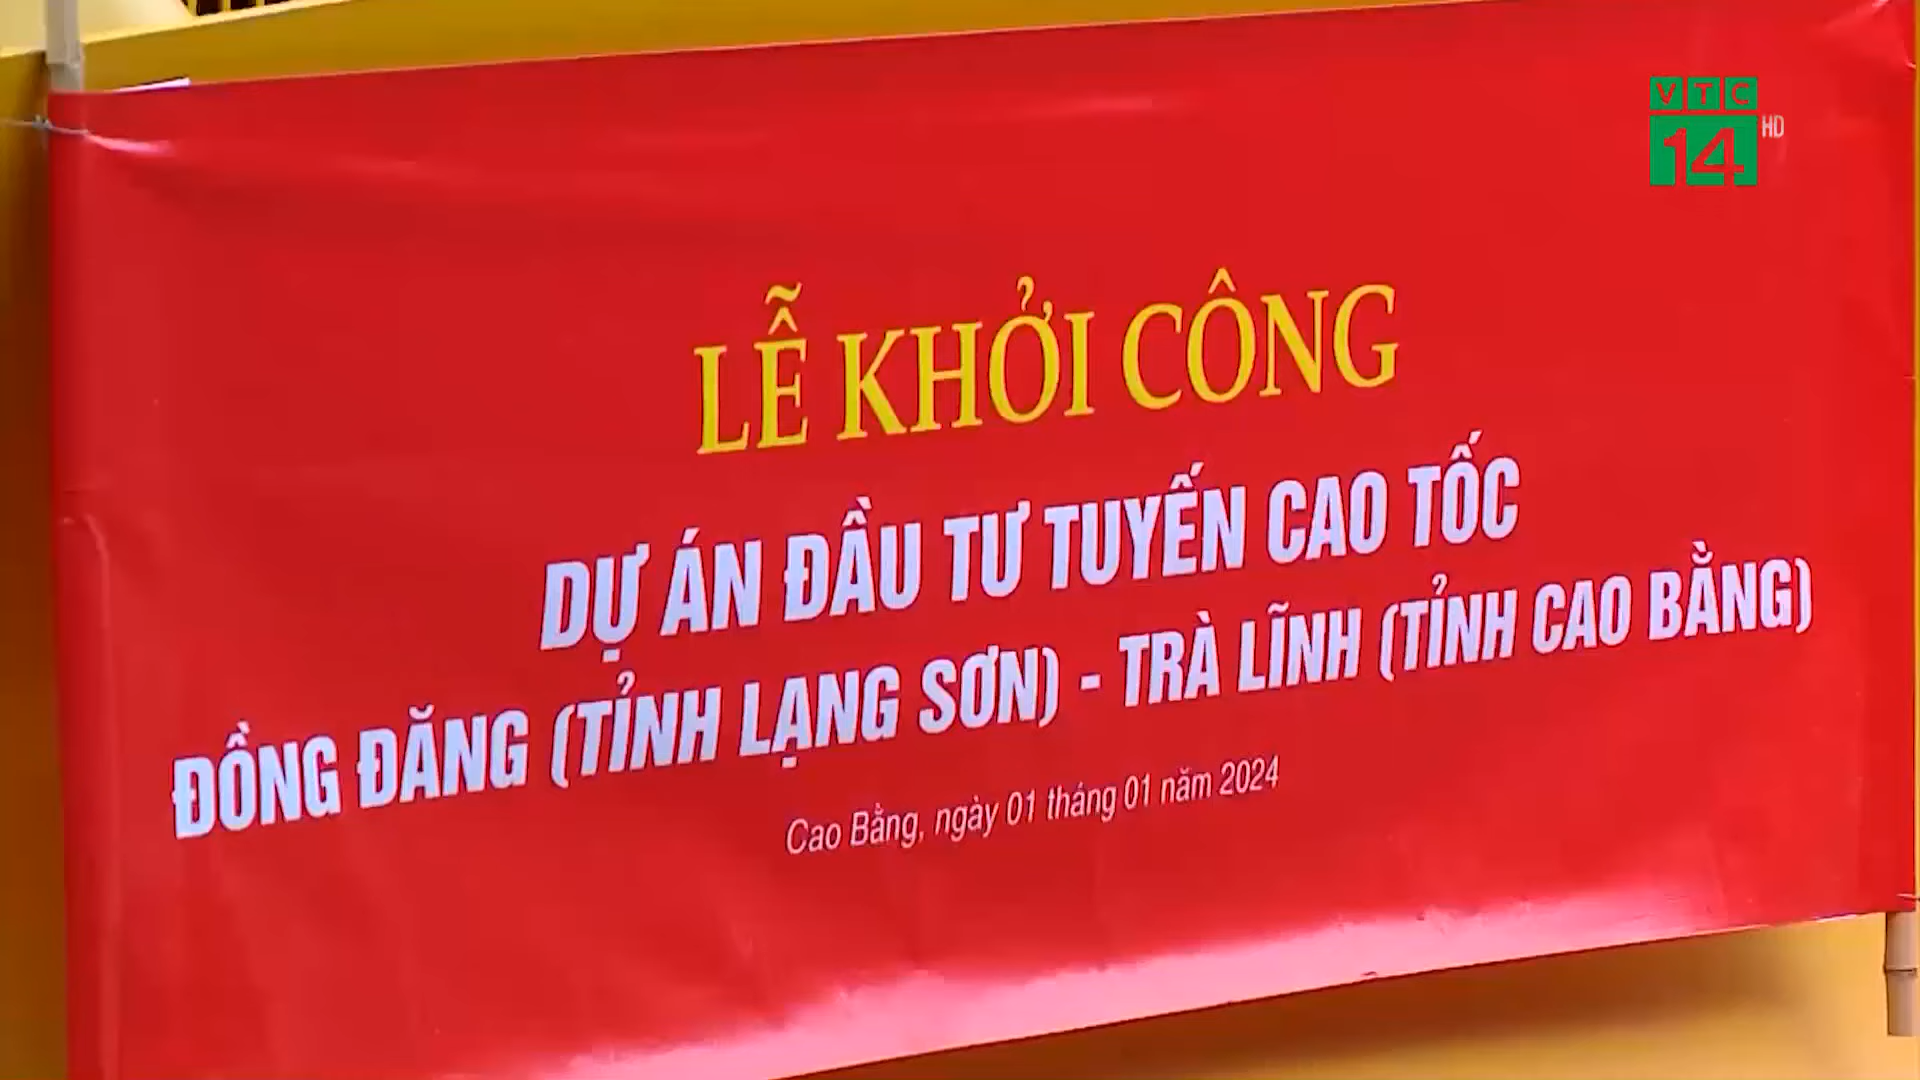 VTC
14 HD
LỄ KHỞI CÔNG
DỰ ÁN ĐẦU TƯ TUYẾN CAO TỐC
ĐỒNG ĐĂNG (TỈNH LẠNG SƠN) - TRÀ LĨNH (TỈNH CAO BẰNG)
Cao Bằng, ngày 01 tháng 01 năm 2024